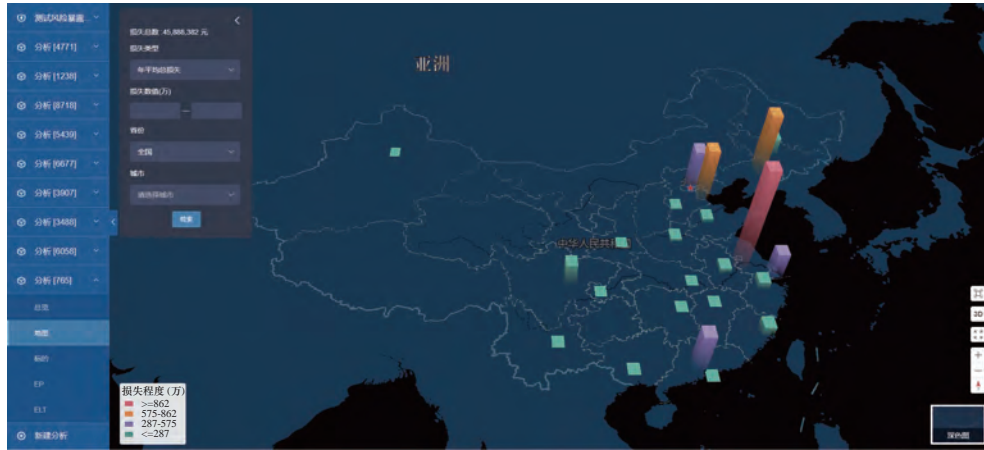 测试风险暴露...
分析 [4771]
分析 [1238]
分析 [8718]
分析 [5439]
分析 [6677]
分析 [3907]
分析 [3488]
分析 [6058]
分析 [765]
总览
地图
标的
EP
ELT
新建分析
损失总数 45,888,382 元
损失类型
年平均总损失
损失数值(万)
—
省份
全国
城市
请选择城市
检索
亚洲
中华人民共和国
损失程度 (万)
>=862
575-862
287-575
<=287
3D
深色图